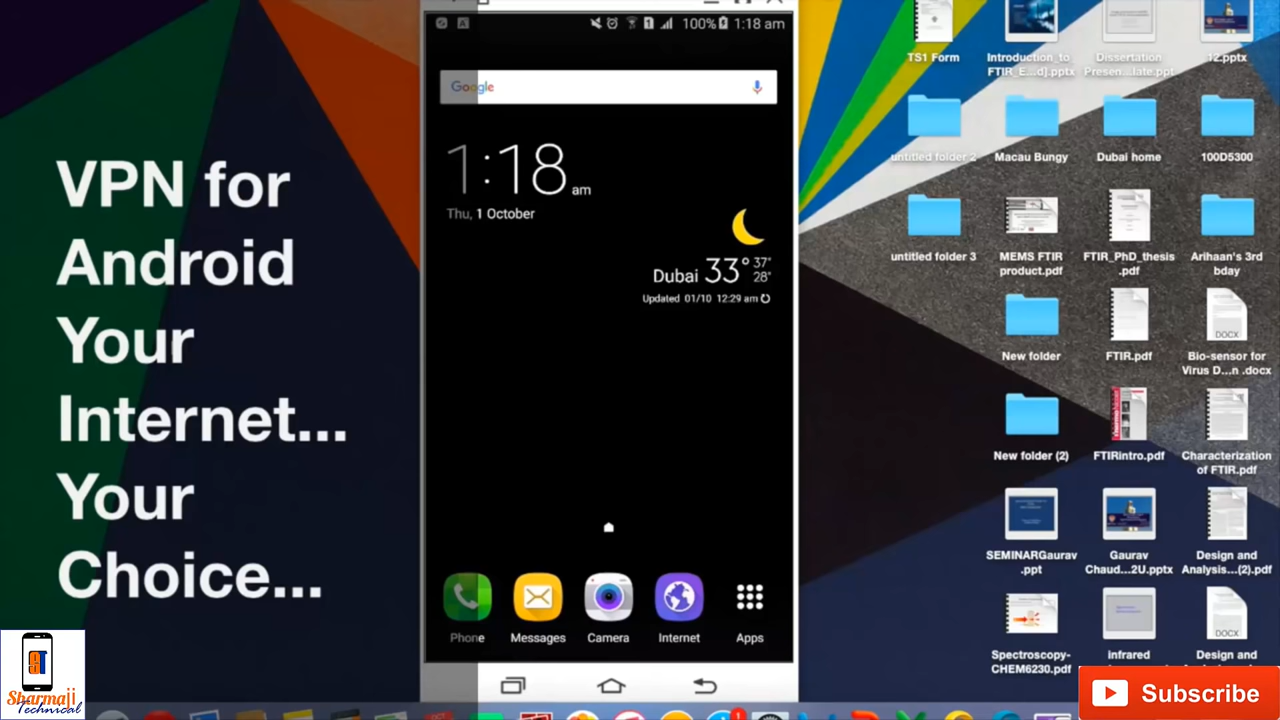 VPN for
Android
Your
Internet...
Your
Choice...
100% 1:18 am
Google
1:18 am
Thu, 1 October
Dubai 33° 37°
28°
Updated 01/10 12:29 am
Phone
Messages
Camera
Internet
Apps
TS1 Form
Introduction_to
FTIR_E...d].pptx
Dissertation
Presen...late.ppt
12.pptx
untitled folder 2
Macau Bungy
Dubai home
100D5300
untitled folder 3
MEMS FTIR
product.pdf
FTIR_PhD_thesis
.pdf
Arihaan's 3rd
bday
New folder
FTIR.pdf
DOCX
Bio-sensor for
Virus D...n .docx
New folder (2)
FTIRintro.pdf
Characterization
of FTIR.pdf
SEMINARGaurav
.ppt
Gaurav
Chaud...2U.pptx
Design and
Analysis...(2).pdf
Spectroscopy-
CHEM6230.pdf
infrared
DOCX
Design and
Sharmaji
Technical
Subscribe